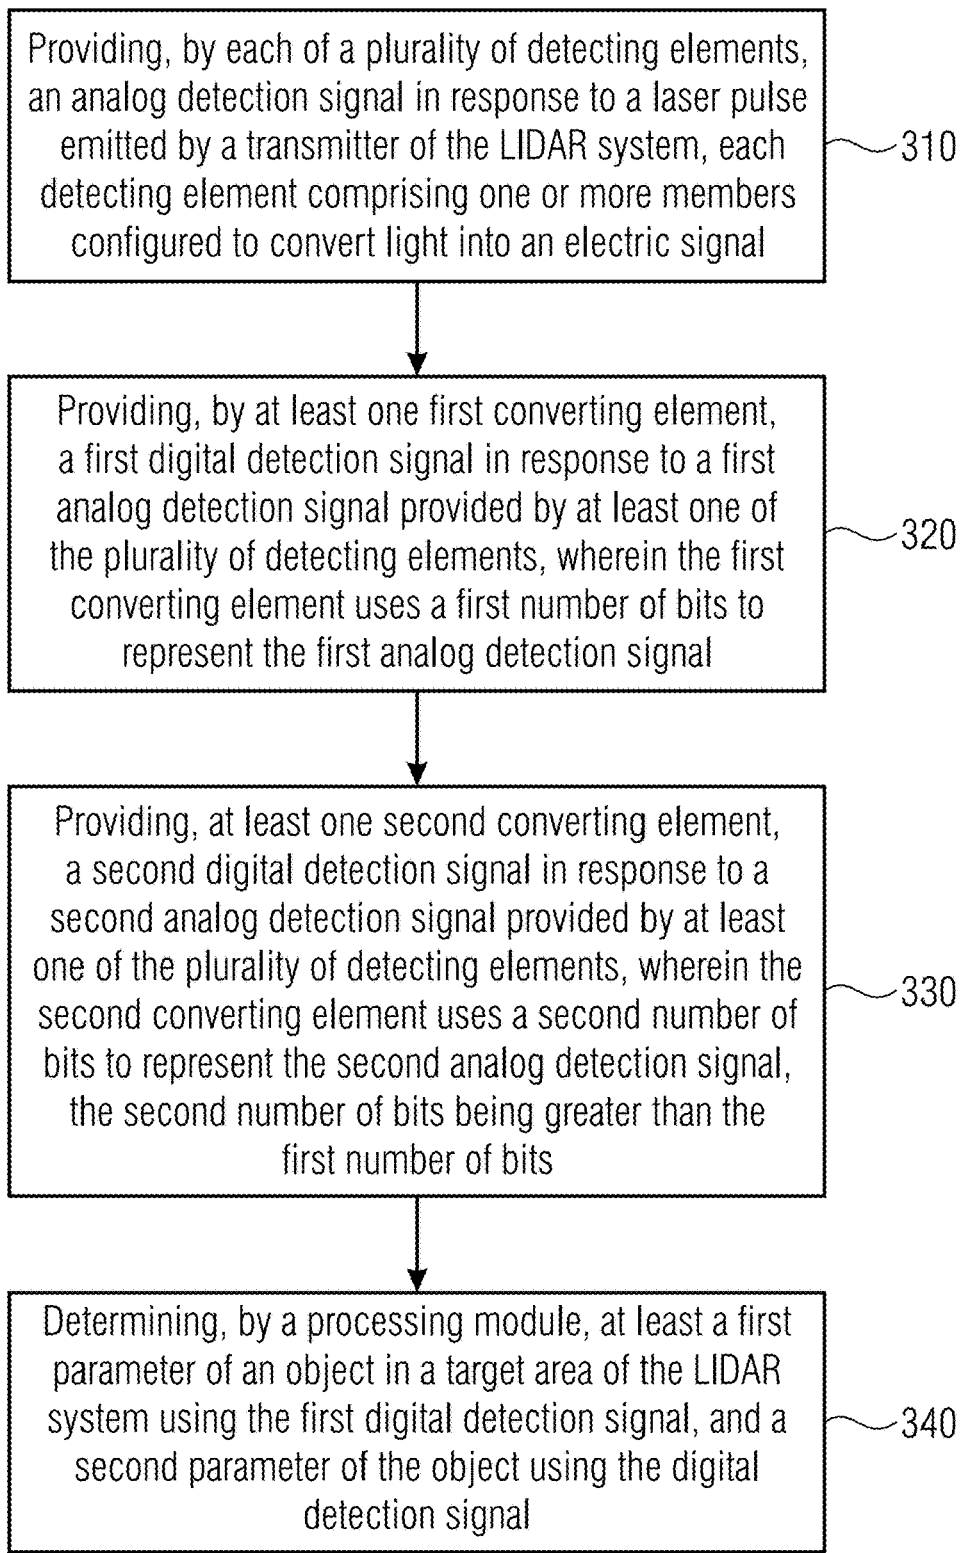 Providing, by each of a plurality of detecting elements,
an analog detection signal in response to a laser pulse
emitted by a transmitter of the LIDAR system, each
detecting element comprising one or more members
configured to convert light into an electric signal
310
Providing, by at least one first converting element,
a first digital detection signal in response to a first
analog detection signal provided by at least one of
the plurality of detecting elements, wherein the first
converting element uses a first number of bits to
represent the first analog detection signal
320
Providing, at least one second converting element,
a second digital detection signal in response to a
second analog detection signal provided by at least
one of the plurality of detecting elements, wherein the
second converting element uses a second number of
bits to represent the second analog detection signal,
the second number of bits being greater than the
first number of bits
330
Determining, by a processing module, at least a first
parameter of an object in a target area of the LIDAR
system using the first digital detection signal, and a
second parameter of the object using the digital
detection signal
340